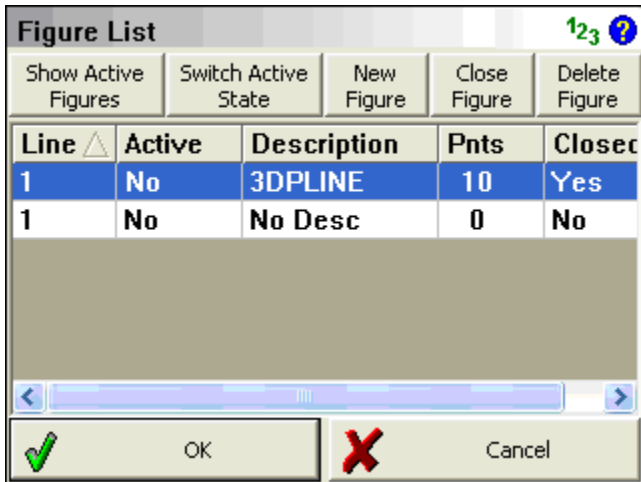 Figure List 123 ?
Show Active Figures Switch Active State New Figure Close Figure Delete Figure
Line Active Description Pnts Closed
1 No 3DPLINE 10 Yes
1 No No Desc 0 No
OK Cancel